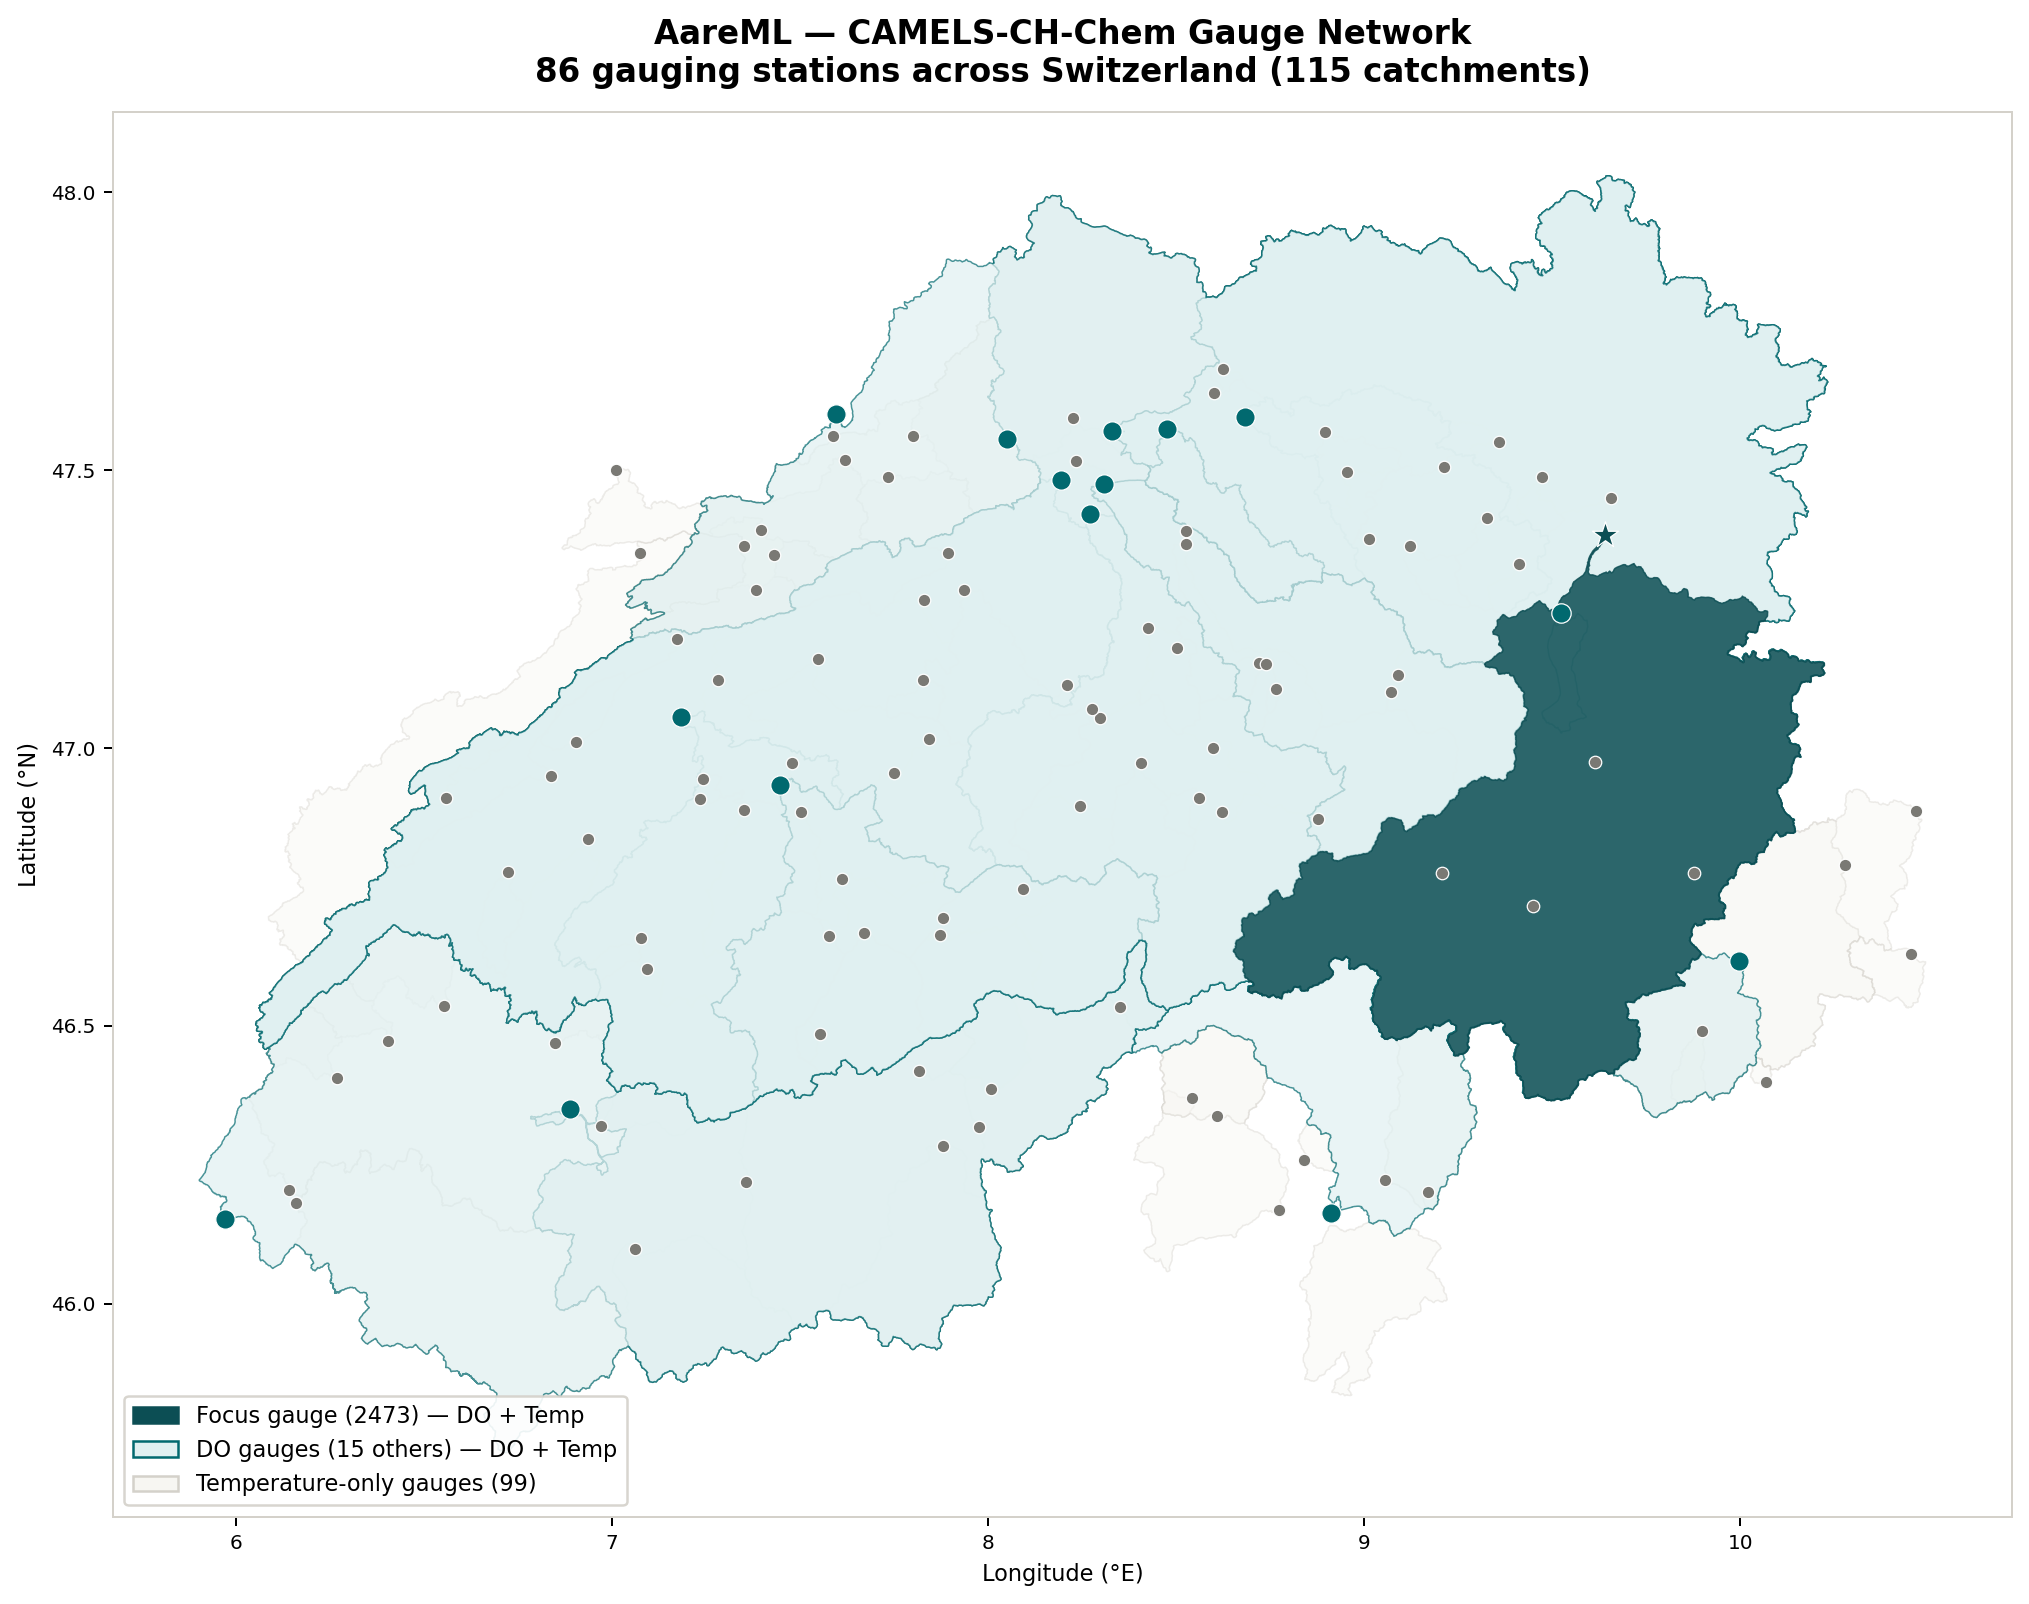 AareML — CAMELS-CH-Chem Gauge Network
86 gauging stations across Switzerland (115 catchments)
48.0
47.5
47.0
46.5
46.0
Latitude (°N)
Focus gauge (2473) — DO + Temp
DO gauges (15 others) — DO + Temp
Temperature-only gauges (99)
6
7
8
9
10
Longitude (°E)